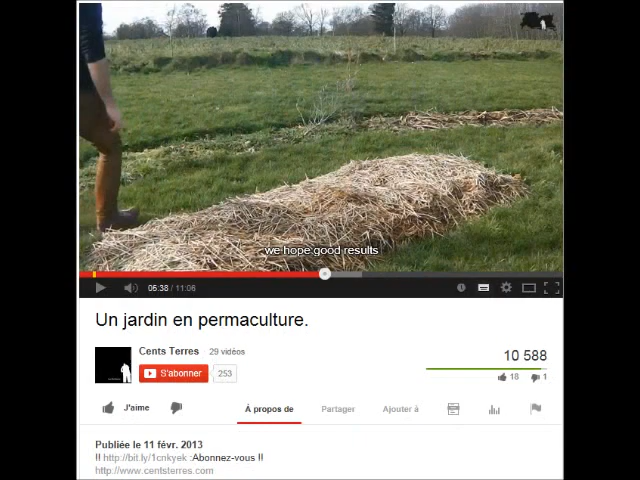 we hope good results
05:38 / 11:06
Un jardin en permaculture.
Cents Terres 29 vidéos
S'abonner 253
10 588
18 1
J'aime À propos de Partager Ajouter à
Publiée le 11 févr. 2013
!! http://bit.ly/1cnkyek :Abonnez-vous !!
http://www.centsterres.com